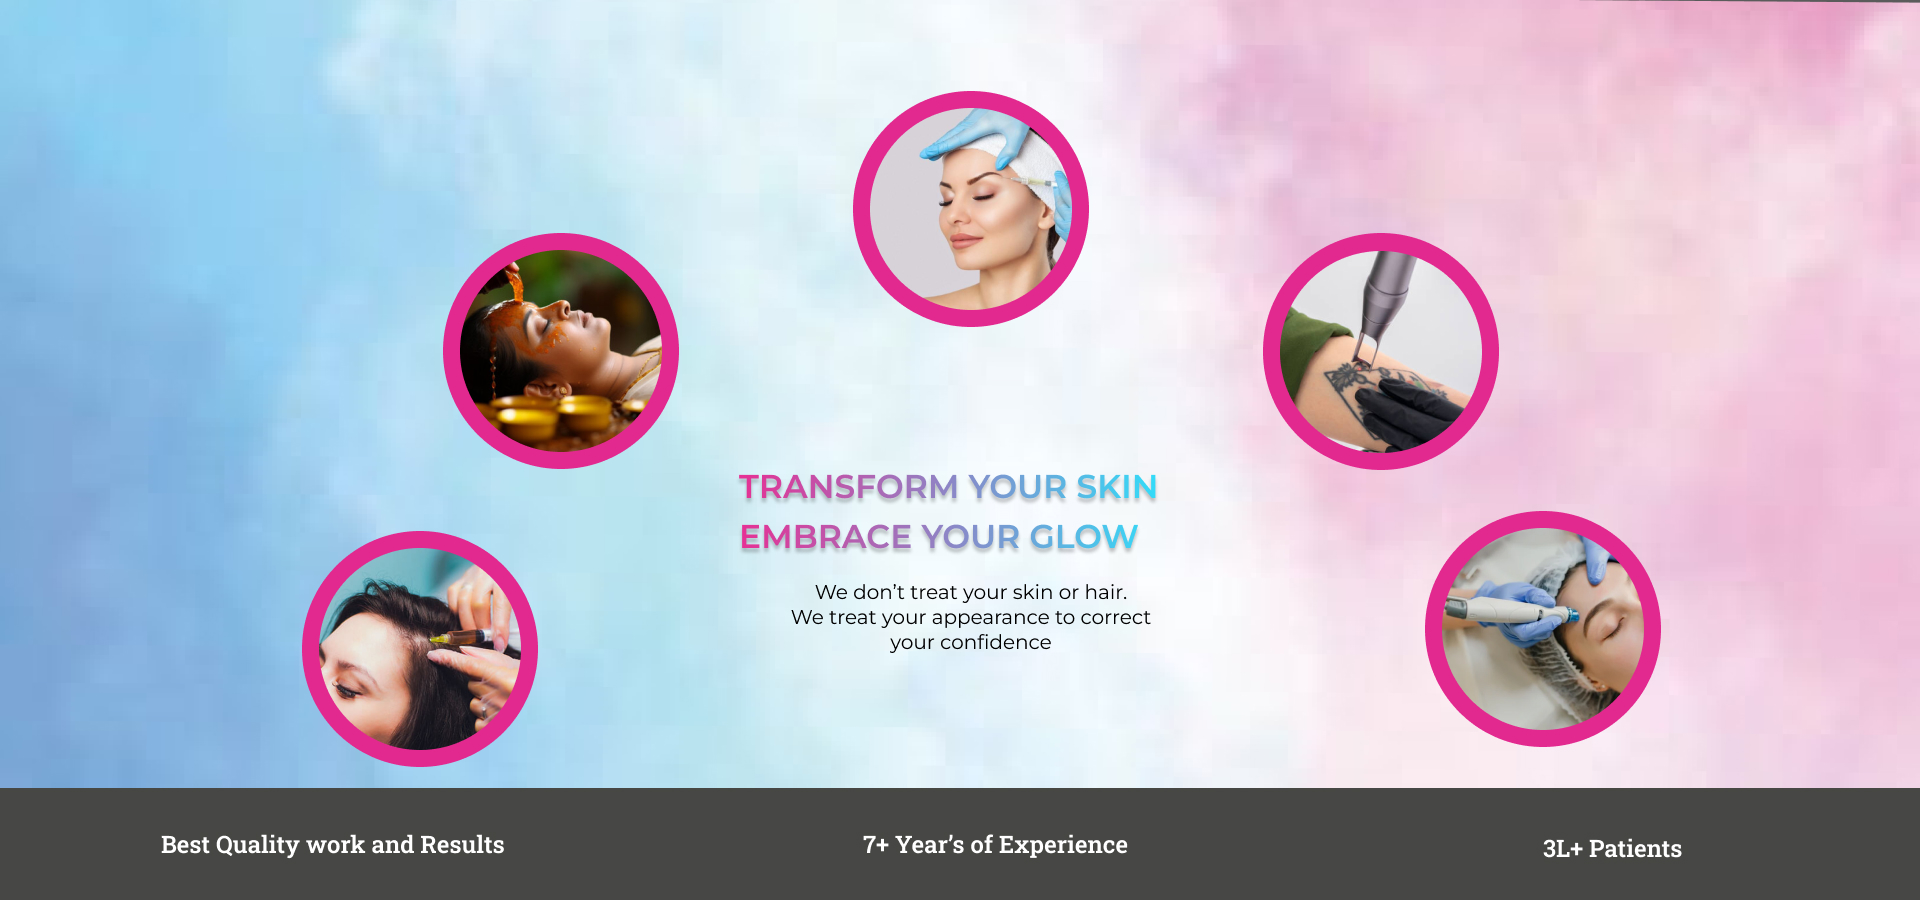 TRANSFORM YOUR SKIN
EMBRACE YOUR GLOW
We don’t treat your skin or hair.
We treat your appearance to correct
your confidence
Best Quality work and Results
7+ Year’s of Experience
3L+ Patients